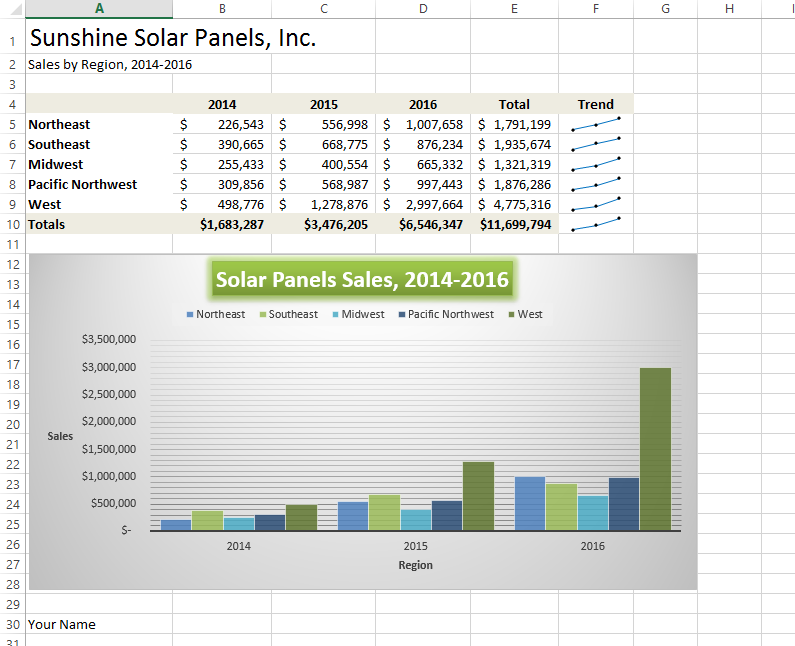 A B C D E F G H I
1 Sunshine Solar Panels, Inc.
2 Sales by Region, 2014-2016
3
4 2014 2015 2016 Total Trend
5 Northeast $ 226,543 $ 556,998 $ 1,007,658 $ 1,791,199
6 Southeast $ 390,665 $ 668,775 $ 876,234 $ 1,935,674
7 Midwest $ 255,433 $ 400,554 $ 665,332 $ 1,321,319
8 Pacific Northwest $ 309,856 $ 568,987 $ 997,443 $ 1,876,286
9 West $ 498,776 $ 1,278,876 $ 2,997,664 $ 4,775,316
10 Totals $1,683,287 $3,476,205 $6,546,347 $11,699,794
11
12
13 Solar Panels Sales, 2014-2016
14
15 Northeast Southeast Midwest Pacific Northwest West
16 $3,500,000
17 $3,000,000
18
19 $2,500,000
20 $2,000,000
21 Sales $1,500,000
22
23 $1,000,000
24 $500,000
25 $-
26 2014 2015 2016
27 Region
28
29
30 Your Name
31